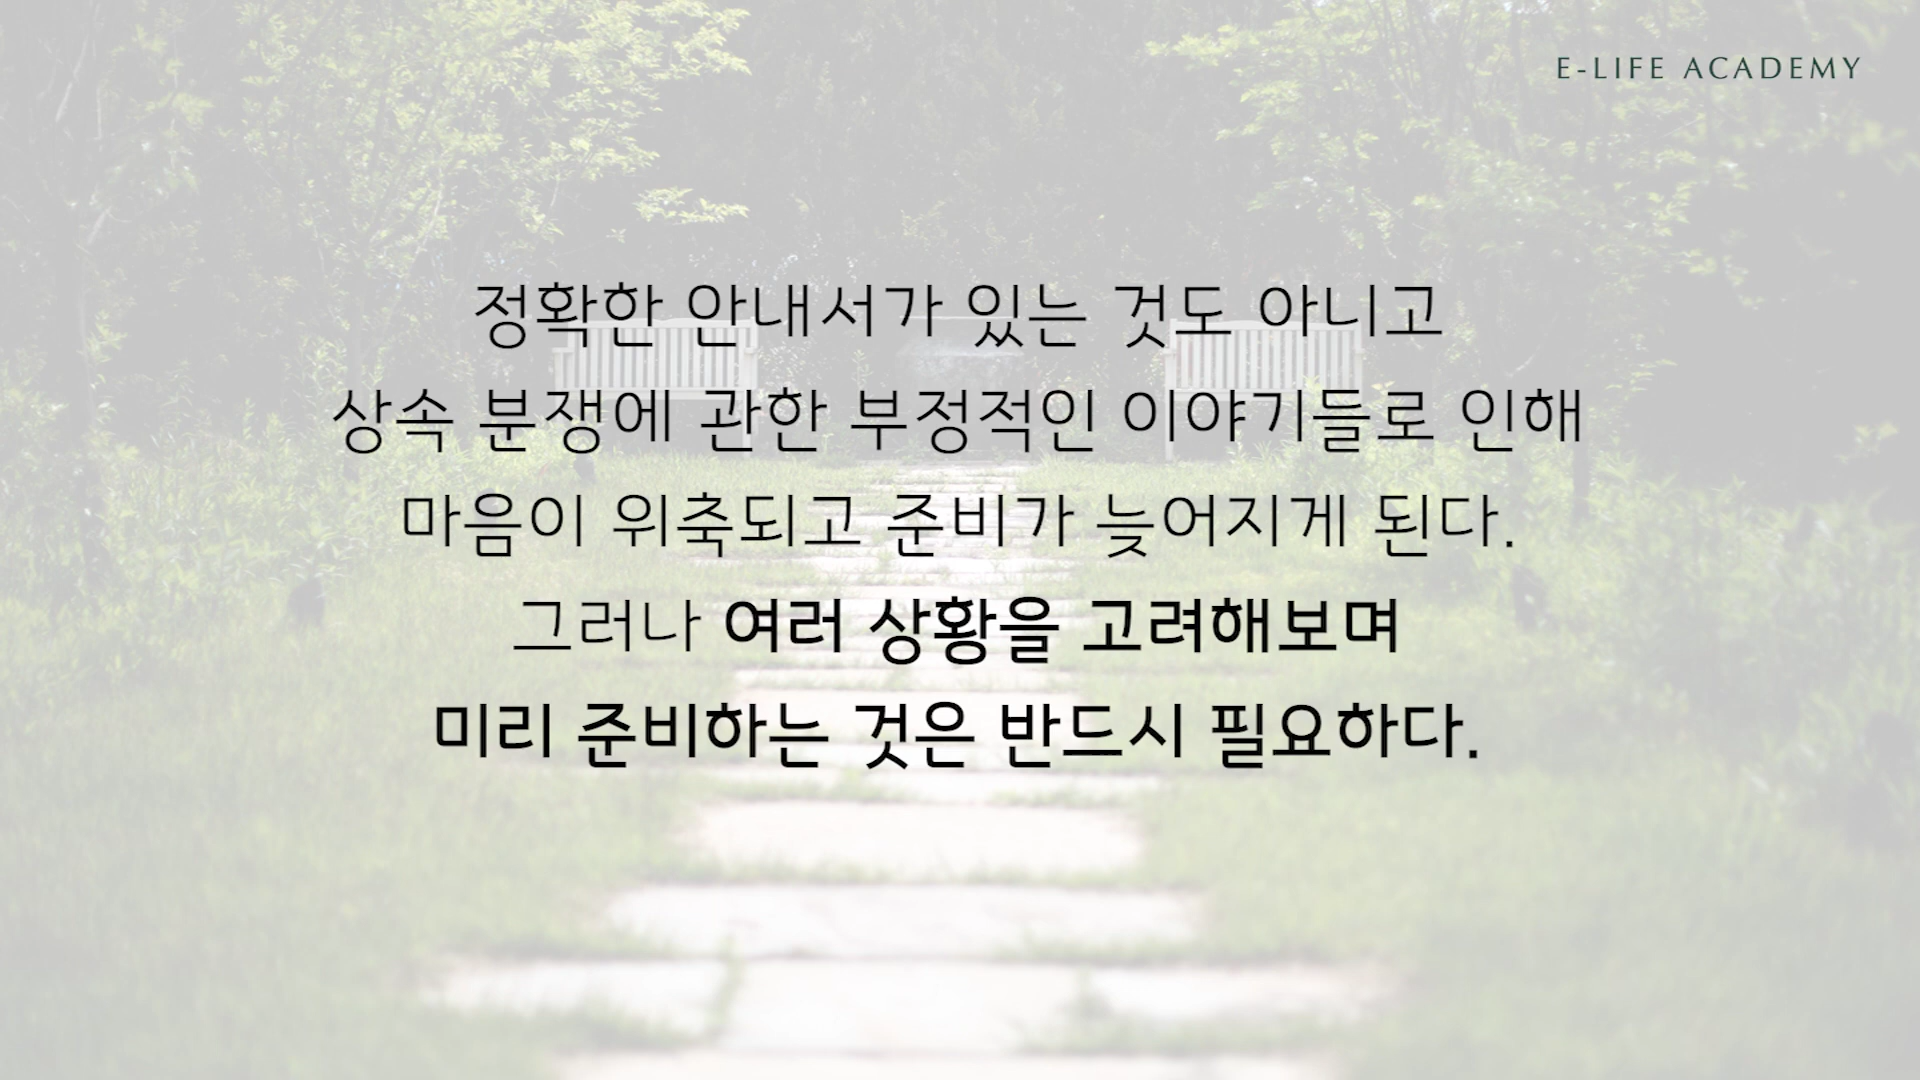 E-LIFE ACADEMY
정확한 안내서가 있는 것도 아니고
상속 분쟁에 관한 부정적인 이야기들로 인해
마음이 위축되고 준비가 늦어지게 된다.
그러나 여러 상황을 고려해보며
미리 준비하는 것은 반드시 필요하다.